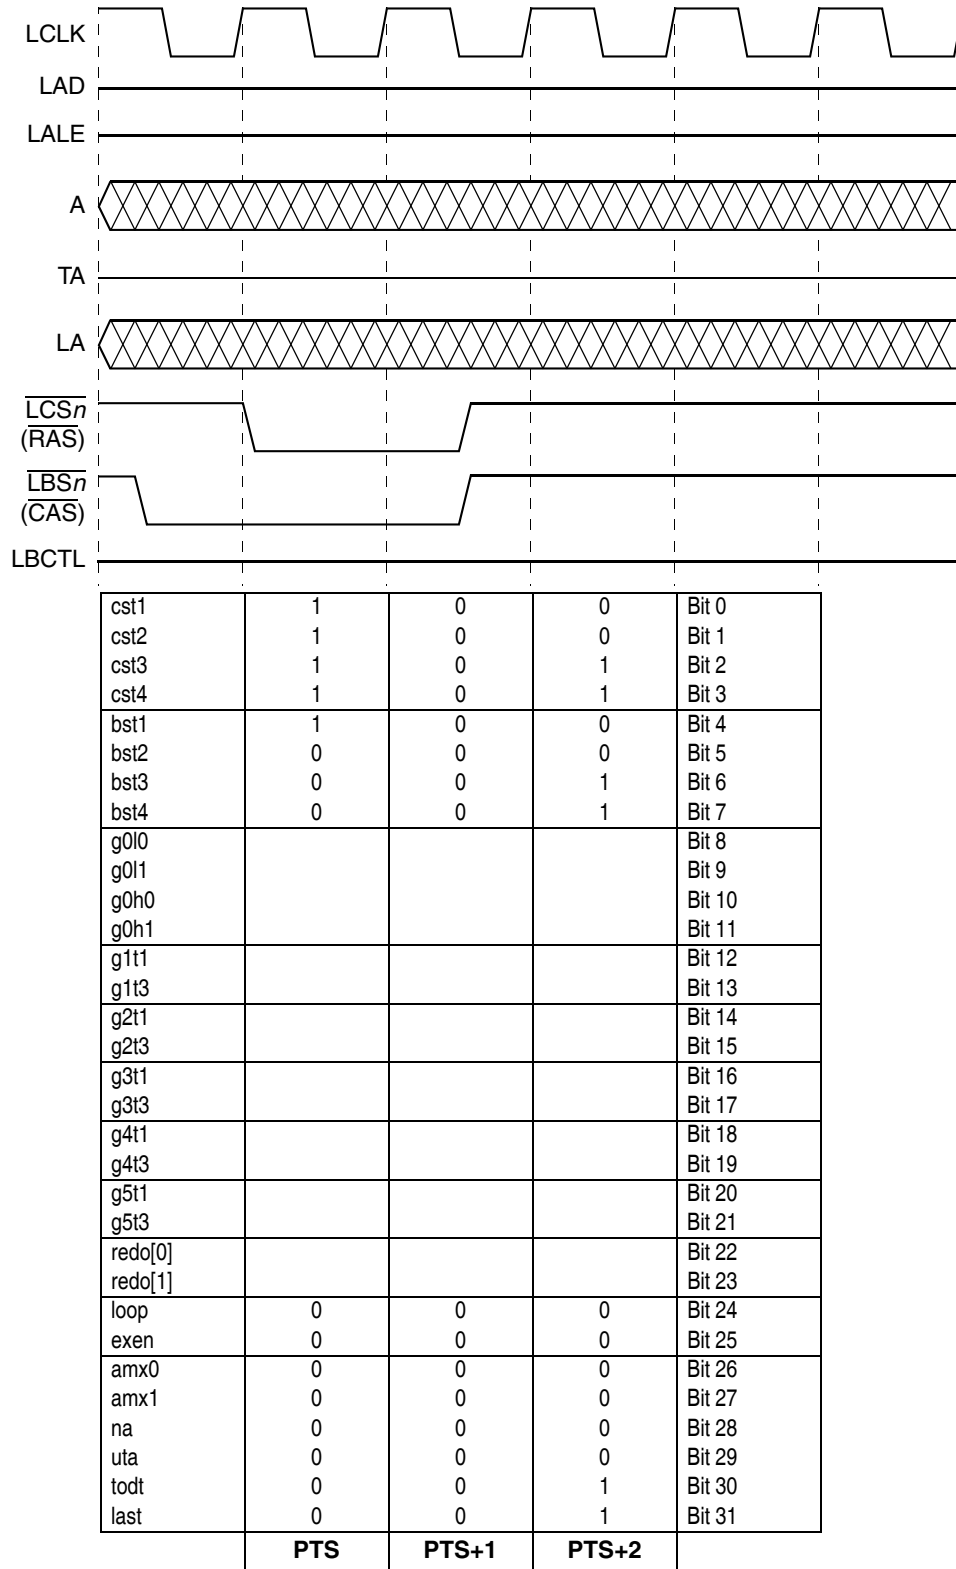 LCLK
LAD
LALE
A
TA
LA
LCSn
(RAS)
LBSn
(CAS)
LBCTL
cst1 1 0 0 Bit 0
cst2 1 0 0 Bit 1
cst3 1 0 1 Bit 2
cst4 1 0 1 Bit 3
bst1 1 0 0 Bit 4
bst2 0 0 0 Bit 5
bst3 0 0 1 Bit 6
bst4 0 0 1 Bit 7
g0l0 Bit 8
g0l1 Bit 9
g0h0 Bit 10
g0h1 Bit 11
g1t1 Bit 12
g1t3 Bit 13
g2t1 Bit 14
g2t3 Bit 15
g3t1 Bit 16
g3t3 Bit 17
g4t1 Bit 18
g4t3 Bit 19
g5t1 Bit 20
g5t3 Bit 21
redo[0] Bit 22
redo[1] Bit 23
loop 0 0 0 Bit 24
exen 0 0 0 Bit 25
amx0 0 0 0 Bit 26
amx1 0 0 0 Bit 27
na 0 0 0 Bit 28
uta 0 0 0 Bit 29
todt 0 0 1 Bit 30
last 0 0 1 Bit 31
PTS PTS+1 PTS+2